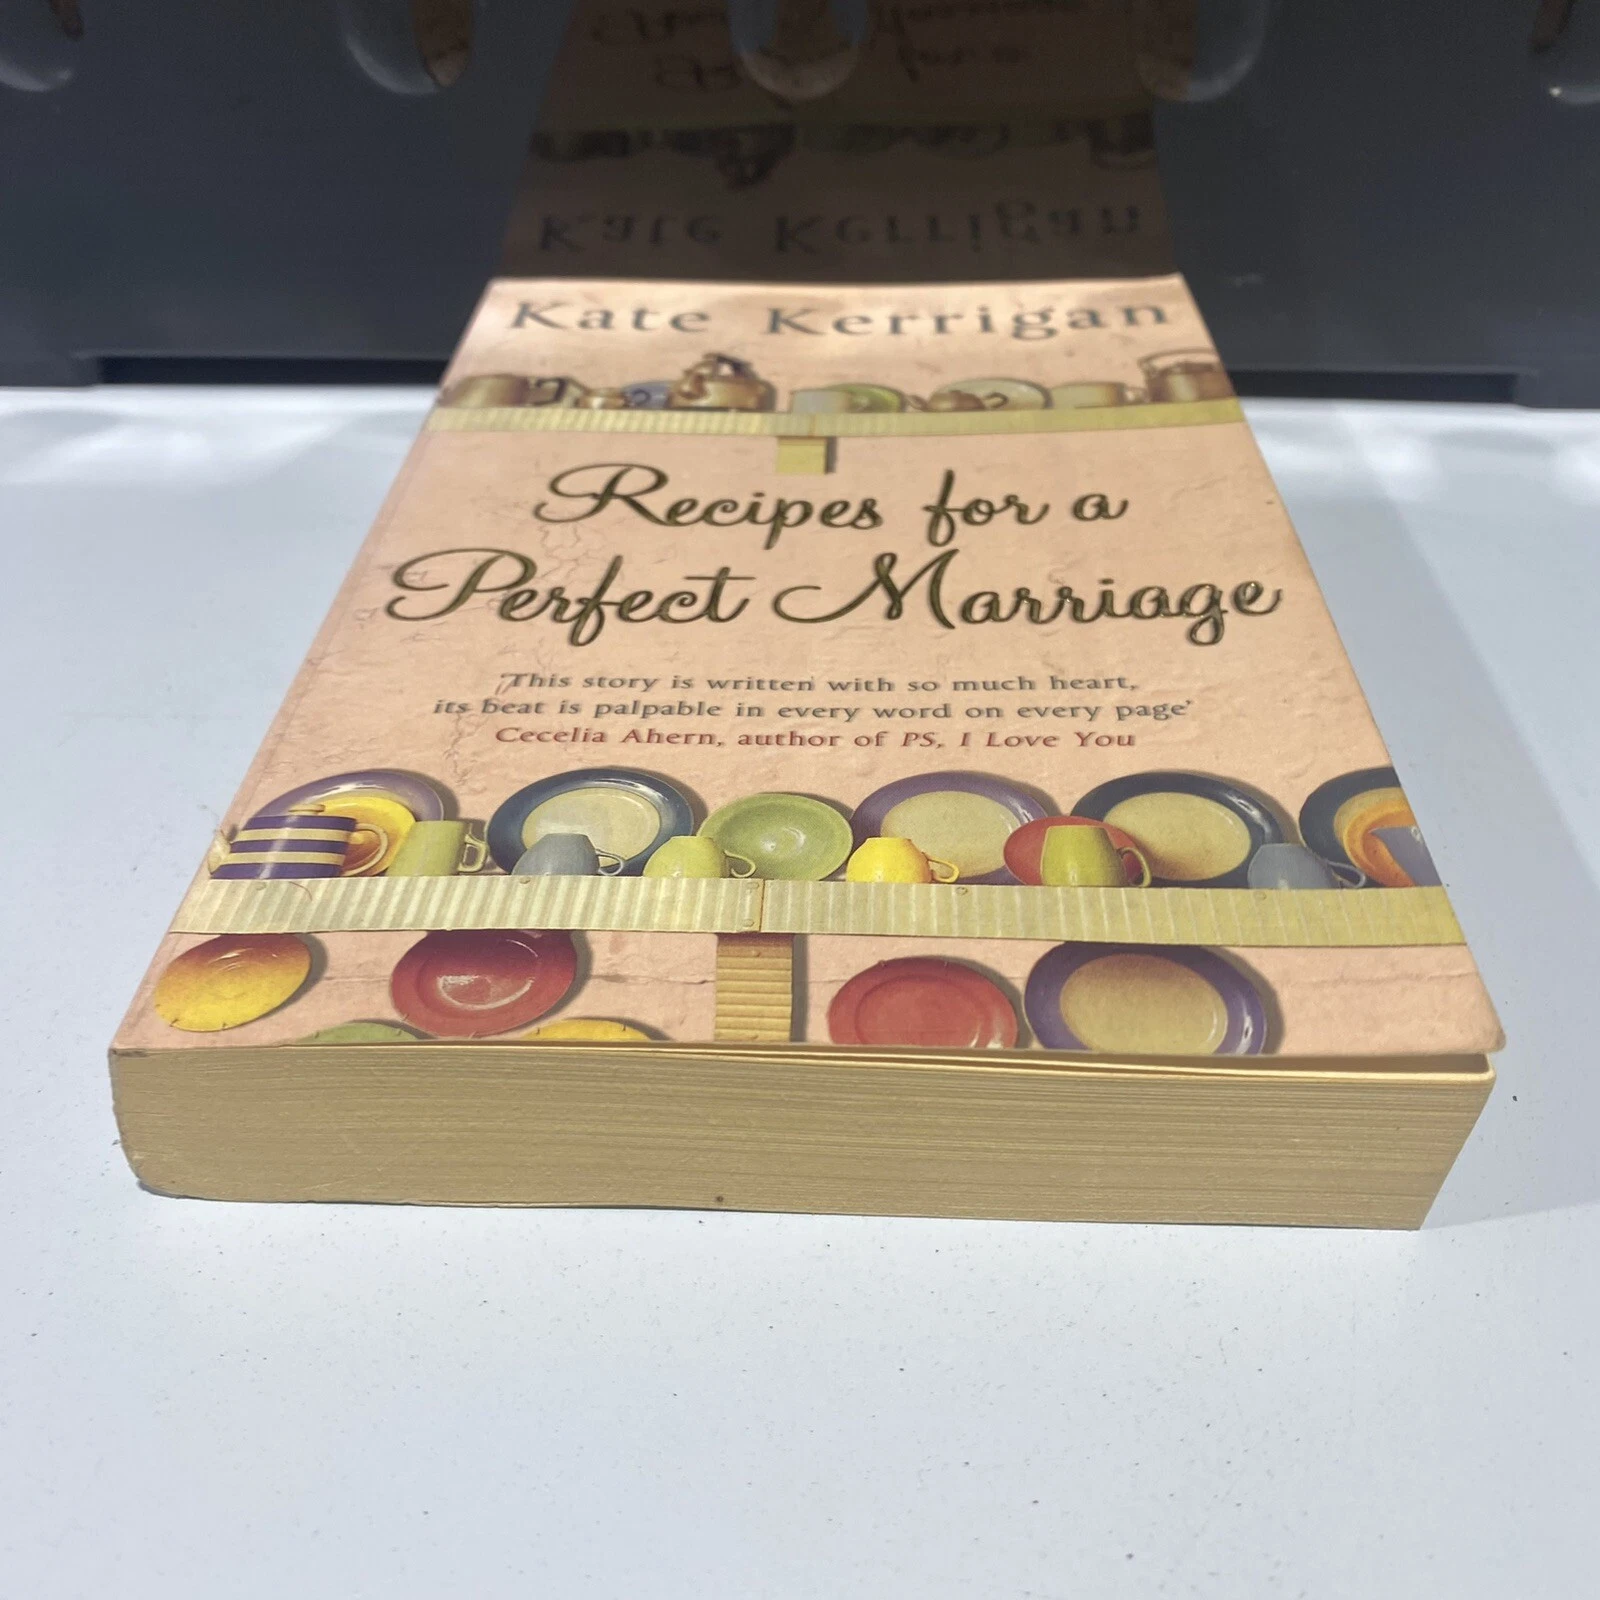 Kate Kerrigan
Recipes for a
Perfect Marriage
'This story is written with so much heart,
its beat is palpable in every word on every page'
Cecelia Ahern, author of PS, I Love You